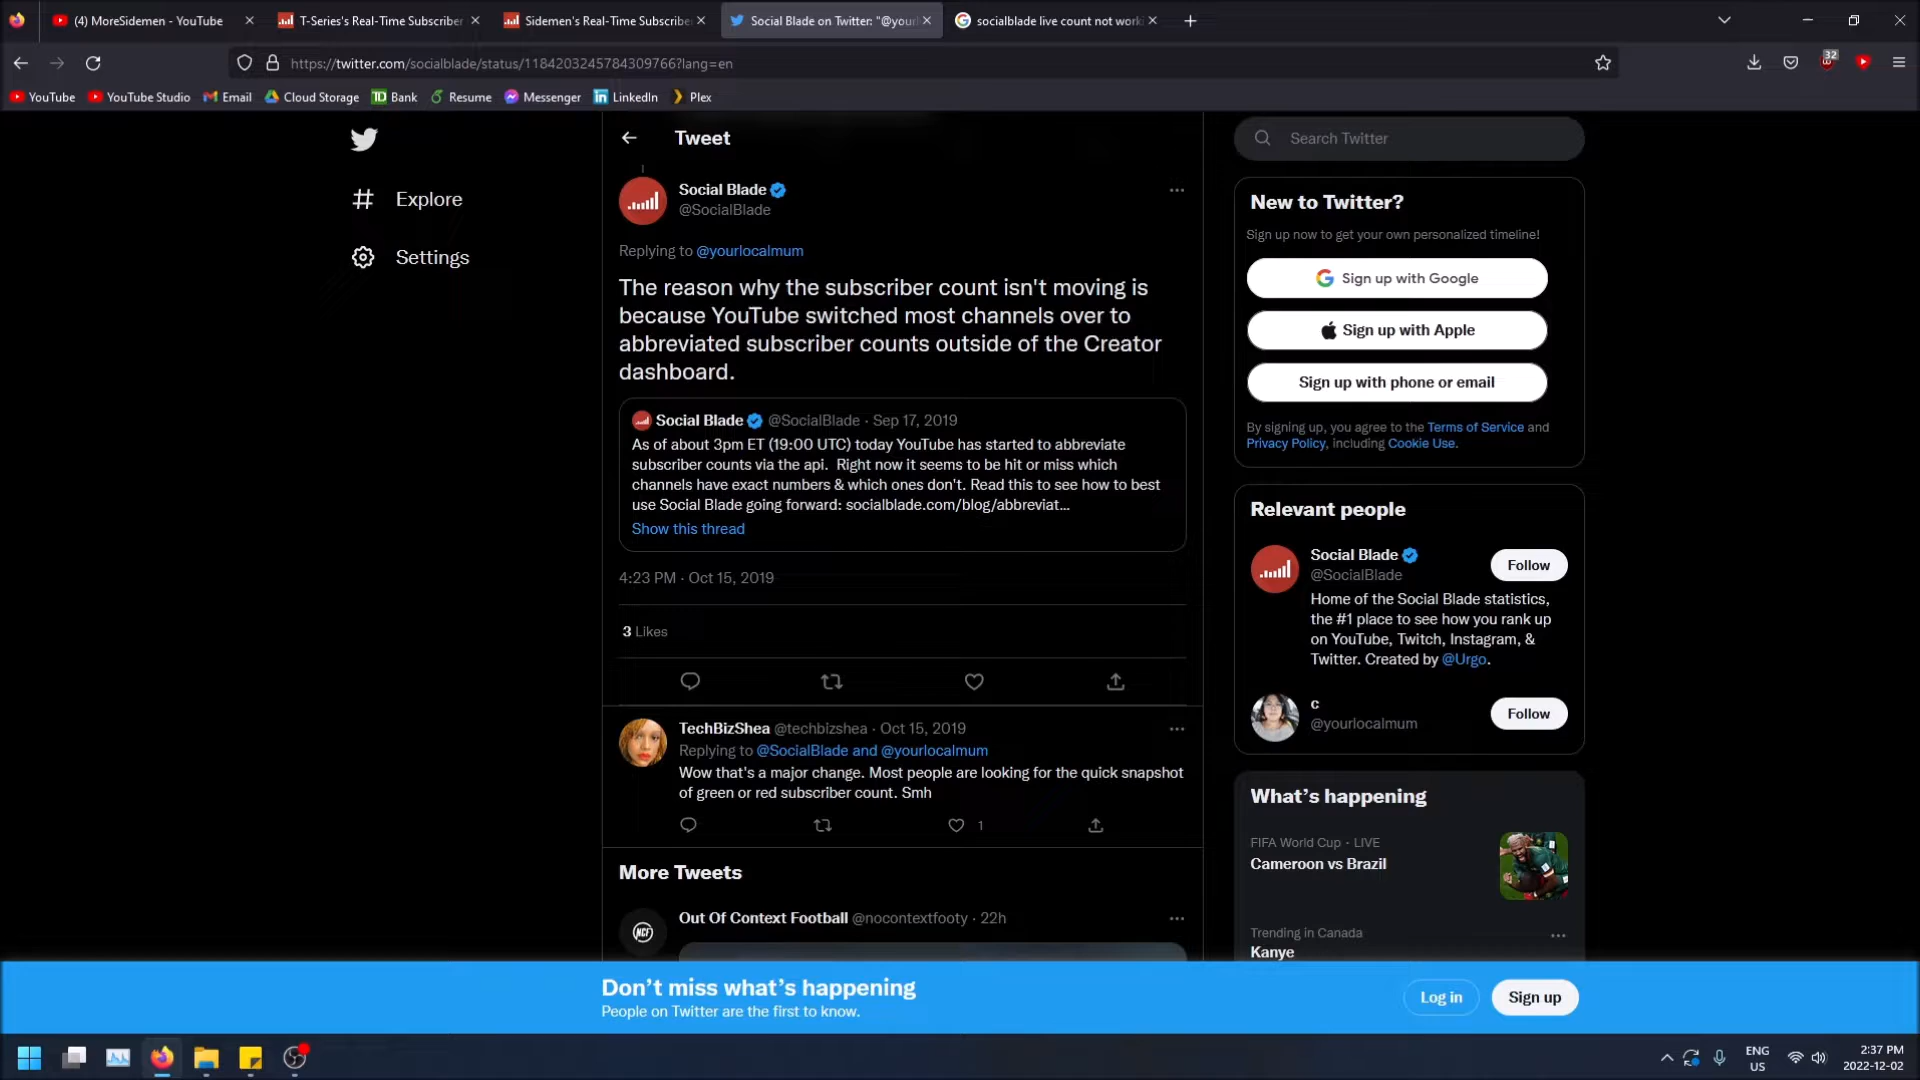 (4) MoreSidemen - YouTube
T-Series's Real-Time Subscriber
Sidemen's Real-Time Subscribe
Social Blade on Twitter: "@your
socialblade live count not work
https://twitter.com/socialblade/status/1184203245784309766?lang=en
32
YouTube
YouTube Studio
Email
Cloud Storage
TD Bank
Resume
Messenger
LinkedIn
Plex
Explore
Settings
Tweet
Social Blade
@SocialBlade
Replying to @yourlocalmum
The reason why the subscriber count isn't moving is
because YouTube switched most channels over to
abbreviated subscriber counts outside of the Creator
dashboard.
Social Blade @SocialBlade · Sep 17, 2019
As of about 3pm ET (19:00 UTC) today YouTube has started to abbreviate
subscriber counts via the api.  Right now it seems to be hit or miss which
channels have exact numbers & which ones don't. Read this to see how to best
use Social Blade going forward: socialblade.com/blog/abbreviat...
Show this thread
4:23 PM · Oct 15, 2019
3 Likes
TechBizShea @techbizshea · Oct 15, 2019
Replying to @SocialBlade and @yourlocalmum
Wow that's a major change. Most people are looking for the quick snapshot
of green or red subscriber count. Smh
1
More Tweets
Out Of Context Football @nocontextfooty · 22h
NCF
Search Twitter
New to Twitter?
Sign up now to get your own personalized timeline!
Sign up with Google
Sign up with Apple
Sign up with phone or email
By signing up, you agree to the Terms of Service and
Privacy Policy, including Cookie Use.
Relevant people
Social Blade
@SocialBlade
Follow
Home of the Social Blade statistics,
the #1 place to see how you rank up
on YouTube, Twitch, Instagram, &
Twitter. Created by @Urgo.
c
@yourlocalmum
Follow
What's happening
FIFA World Cup · LIVE
Cameroon vs Brazil
Trending in Canada
Kanye
Don't miss what's happening
People on Twitter are the first to know.
Log in
Sign up
ENG
US
2:37 PM
2022-12-02